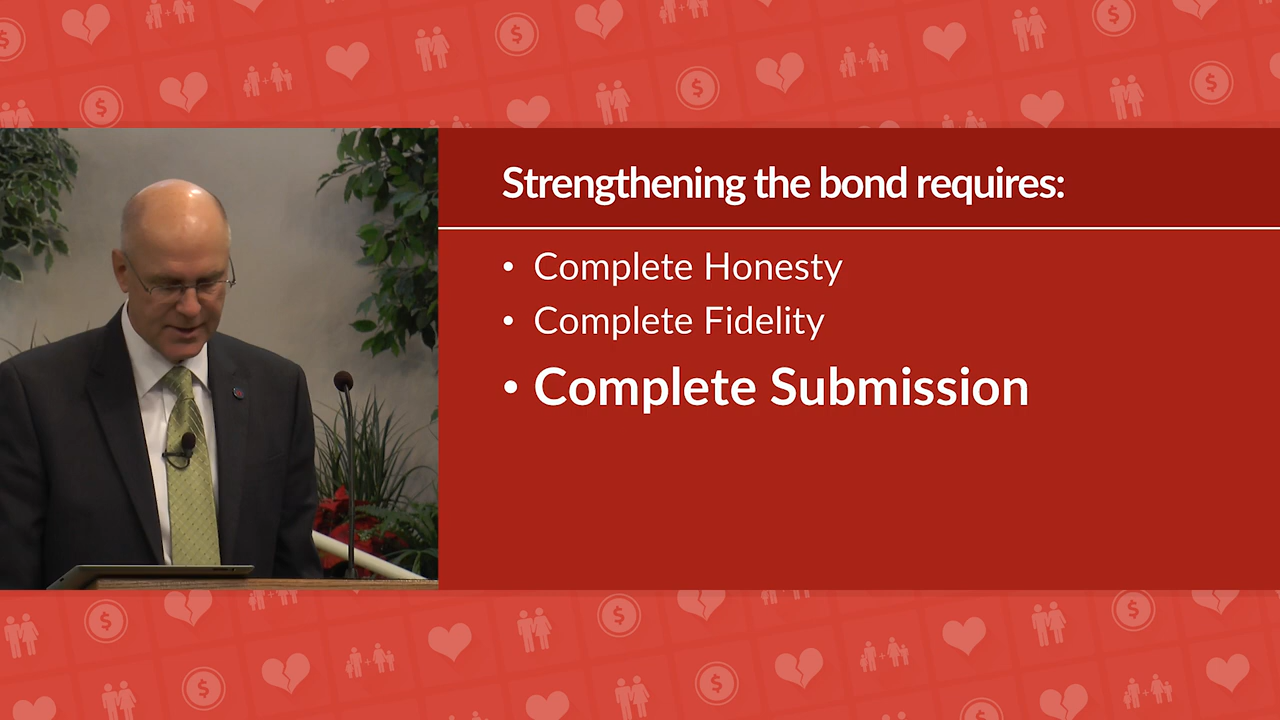 Strengthening the bond requires:
• Complete Honesty
• Complete Fidelity
• Complete Submission